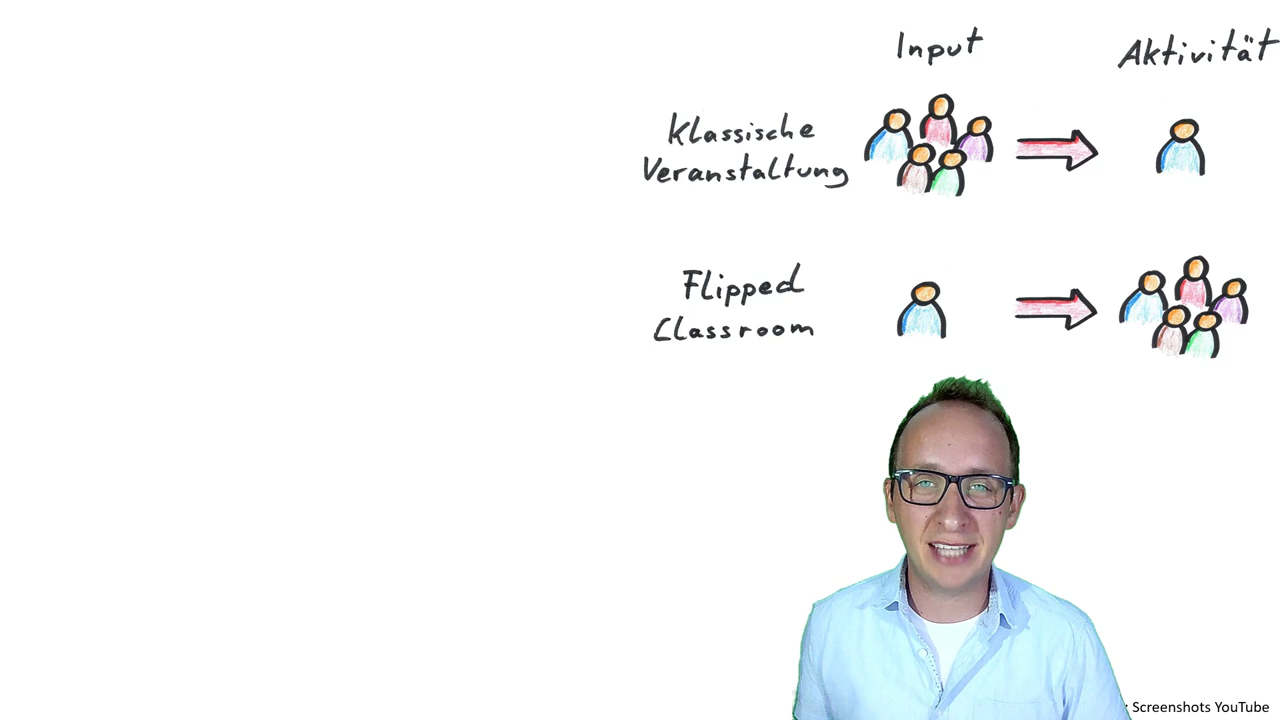 Input
Aktivität
Klassische
Veranstaltung
Flipped
Classroom
: Screenshots YouTube